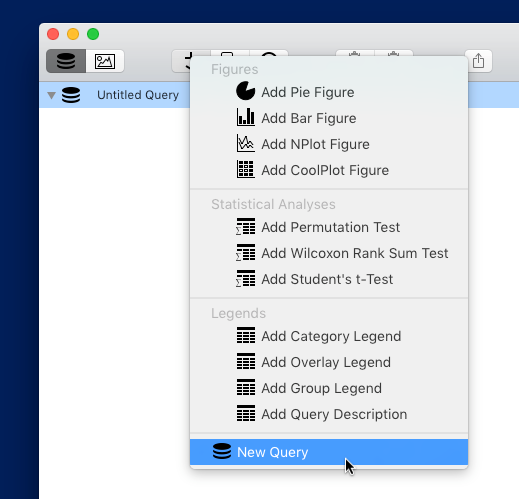 Untitled Query
Figures
Add Pie Figure
Add Bar Figure
Add NPlot Figure
Add CoolPlot Figure
Statistical Analyses
Add Permutation Test
Add Wilcoxon Rank Sum Test
Add Student's t-Test
Legends
Add Category Legend
Add Overlay Legend
Add Group Legend
Add Query Description
New Query